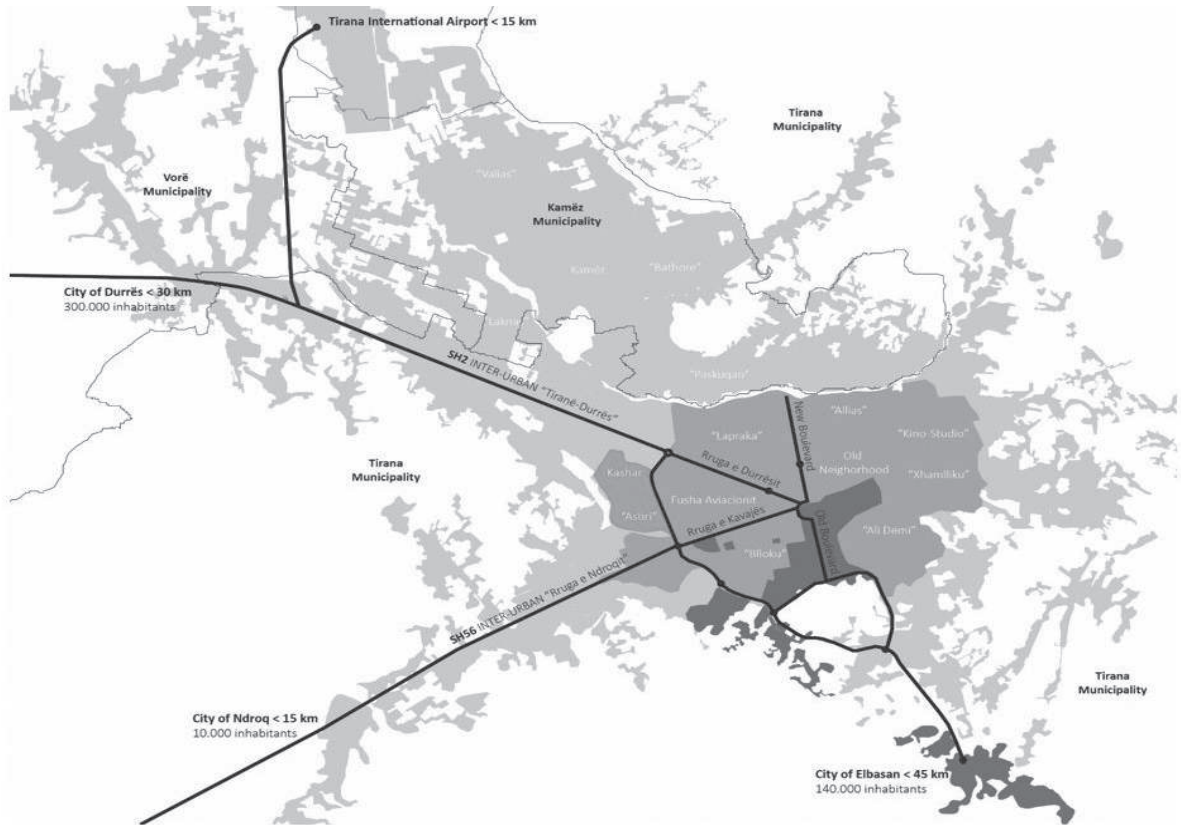 Tirana International Airport < 15 km
Tirana
Municipality
Vorë
Municipality
"Valias"
Kamëz
Municipality
Kamëz
"Bathore"
City of Durrës < 30 km
300.000 inhabitants
Lakna
SH2 INTER-URBAN "Tiranë-Durrës"
"Paskuqan"
New Boulevard
"Allias"
"Lapraka"
"Kino-Studio"
Old
Neighorhood
Tirana
Municipality
Kashar
Rruga e Durrësit
"Xhamlliku"
Fusha Aviacionit
"Astiri"
Rruga e Kavajës
Old Boulevard
"Ali Demi"
"Blloku"
SH56 INTER-URBAN "Rruga e Ndroqit"
Tirana
Municipality
City of Ndroq < 15 km
10.000 inhabitants
City of Elbasan < 45 km
140.000 inhabitants